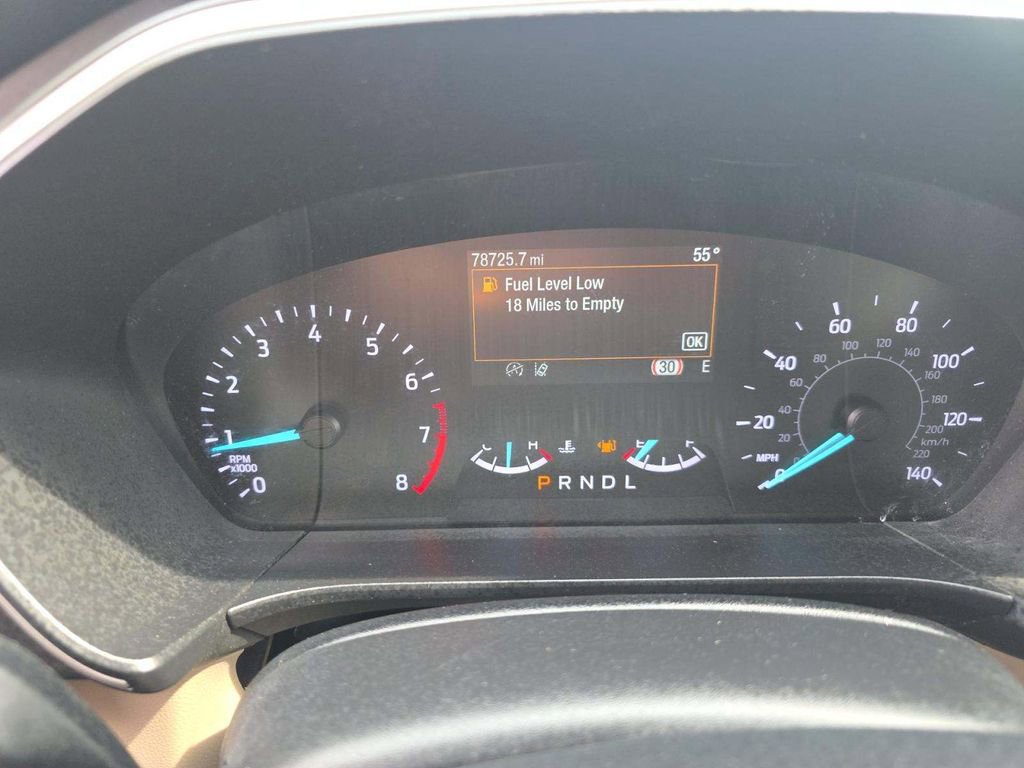 78725.7 mi 55°
Fuel Level Low
18 Miles to Empty
OK
30 E
0 1 2 3 4 5 6 7 8
RPM
x1000
C H E F
P R N D L
0 20 40 60 80 100 120 140
MPH
20 40 60 80 100 120 140 160 180 200 220
km/h